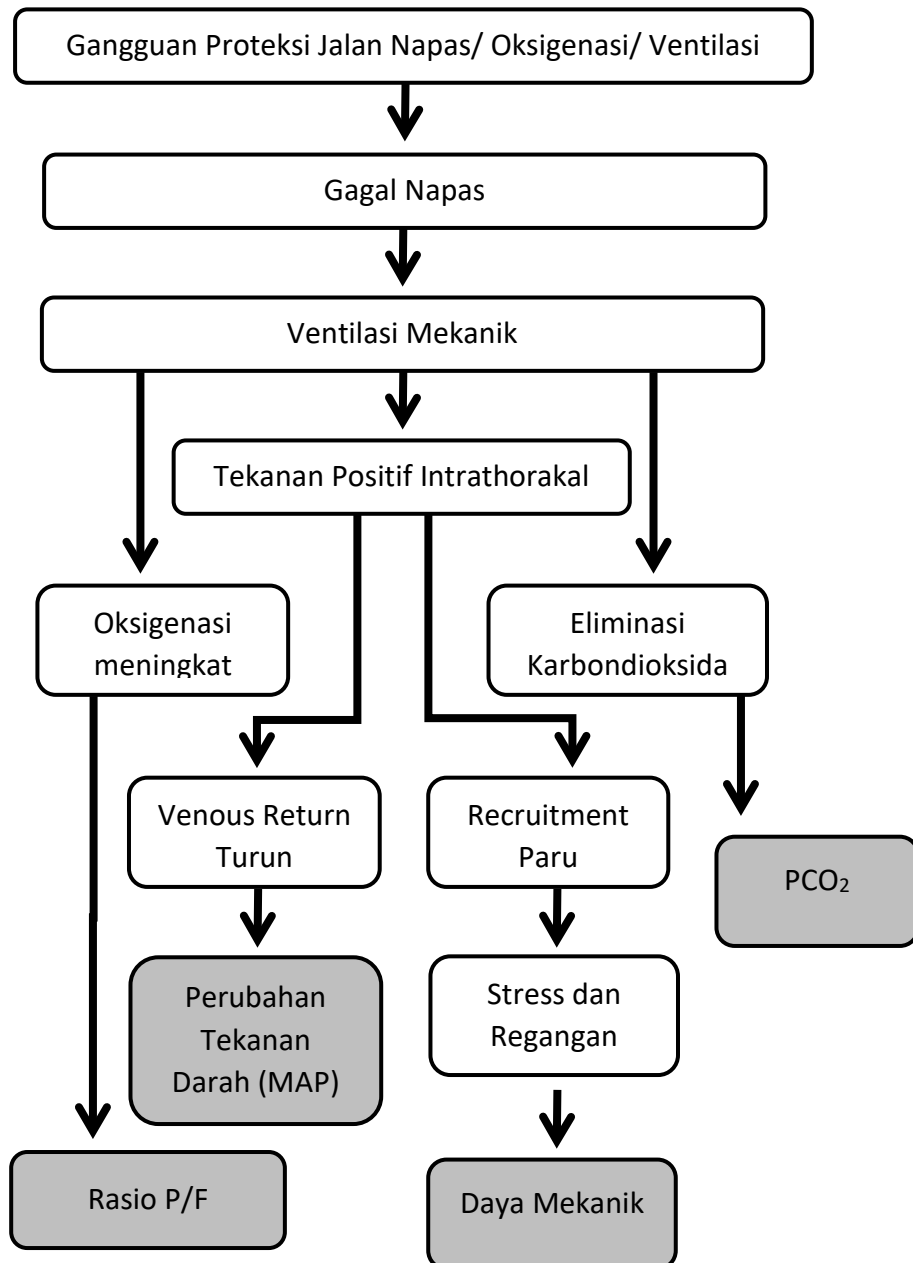 Gangguan Proteksi Jalan Napas/ Oksigenasi/ Ventilasi
Gagal Napas
Ventilasi Mekanik
Tekanan Positif Intrathorakal
Oksigenasi
meningkat
Eliminasi
Karbondioksida
Venous Return
Turun
Recruitment
Paru
PCO₂
Perubahan
Tekanan
Darah (MAP)
Stress dan
Regangan
Rasio P/F
Daya Mekanik